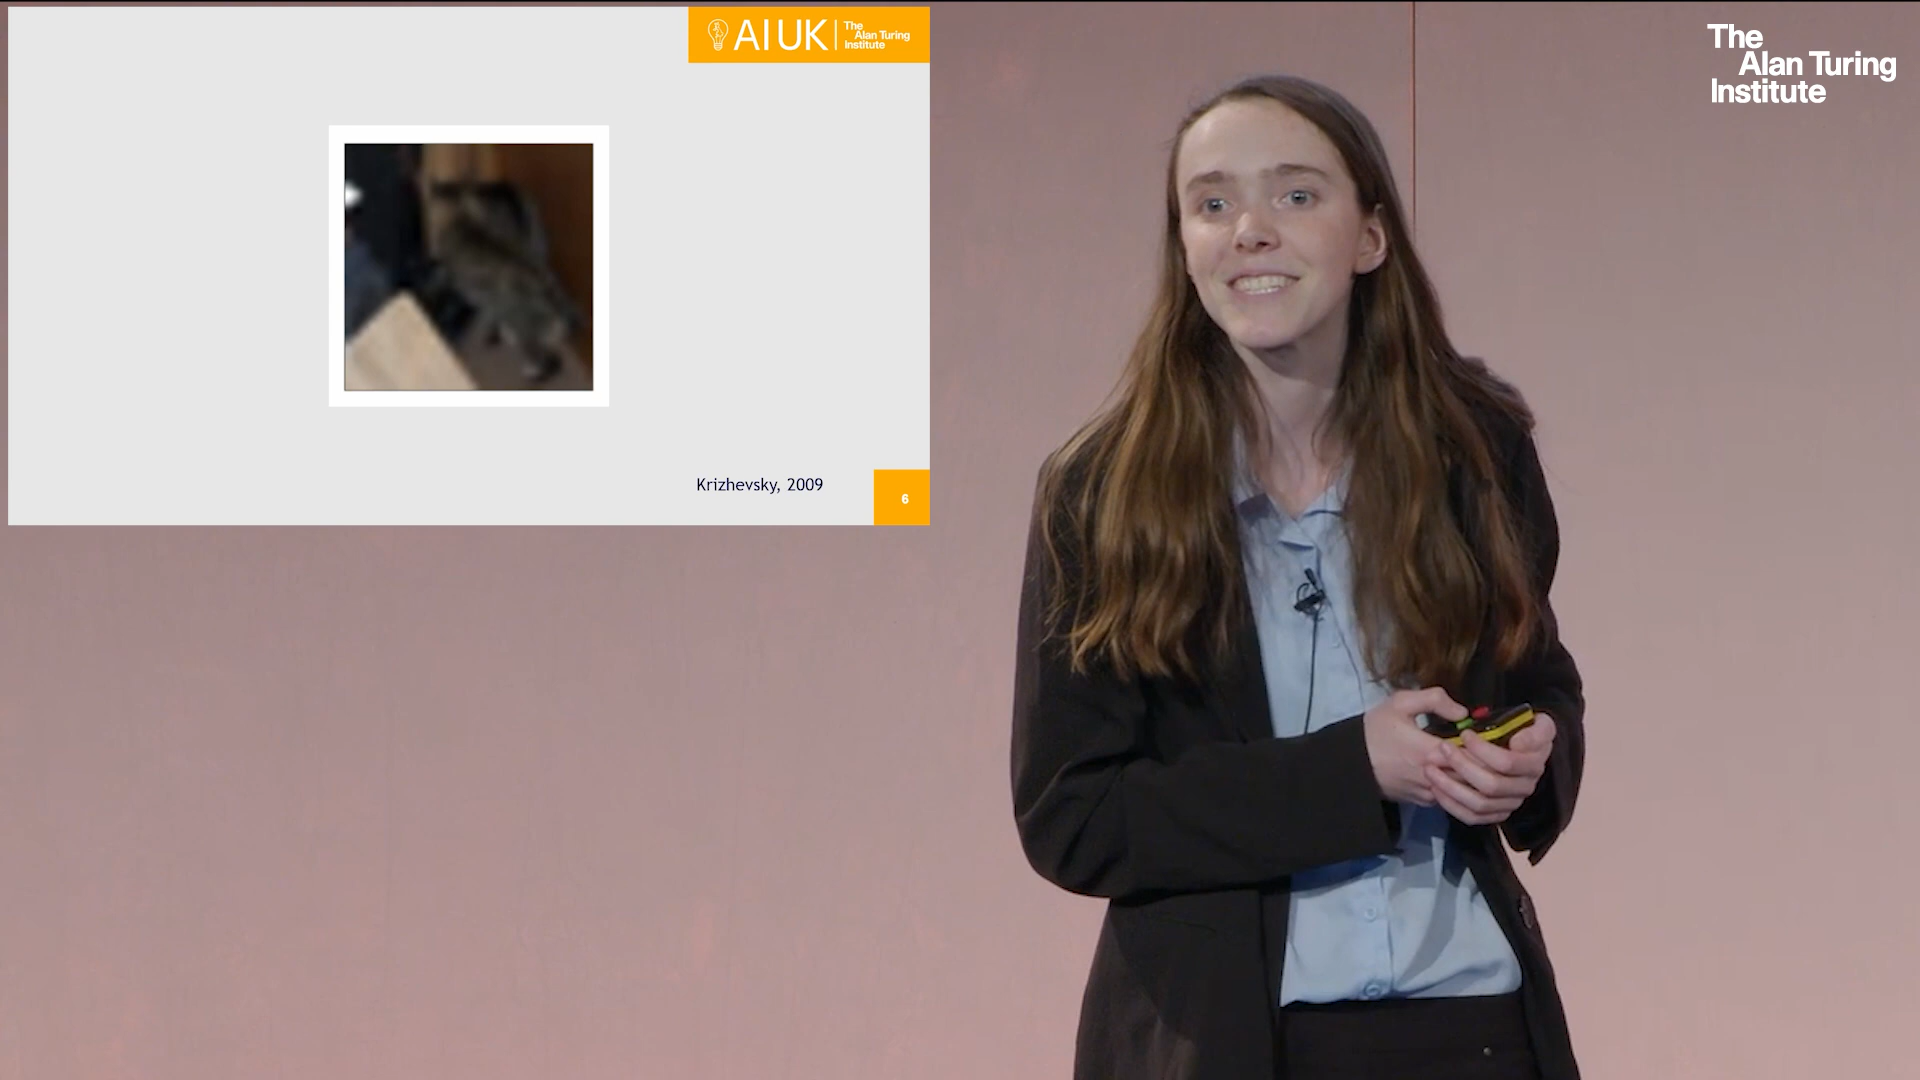 AI UK
The
Alan Turing
Institute
Krizhevsky, 2009
6
The
Alan Turing
Institute